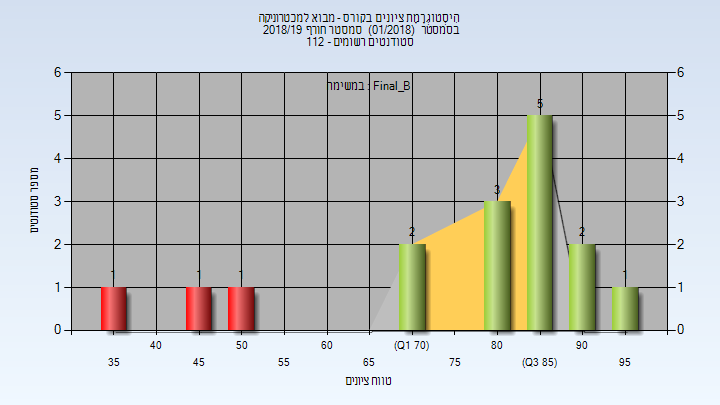 היסטוגרמת ציונים בקורס - מבוא למכטרוניקה
בסמסטר (01/2018) סמסטר חורף 2018/19
סטודנטים רשומים - 112
במשימה : Final_B
מספר סטודנטים
6 6
5 5
4 4
3 3
2 2
1 1
0 0
1 1 1 2 3 5 2 1
40 50 60 (Q1 70) 80 90
35 45 55 65 75 (Q3 85) 95
טווח ציונים